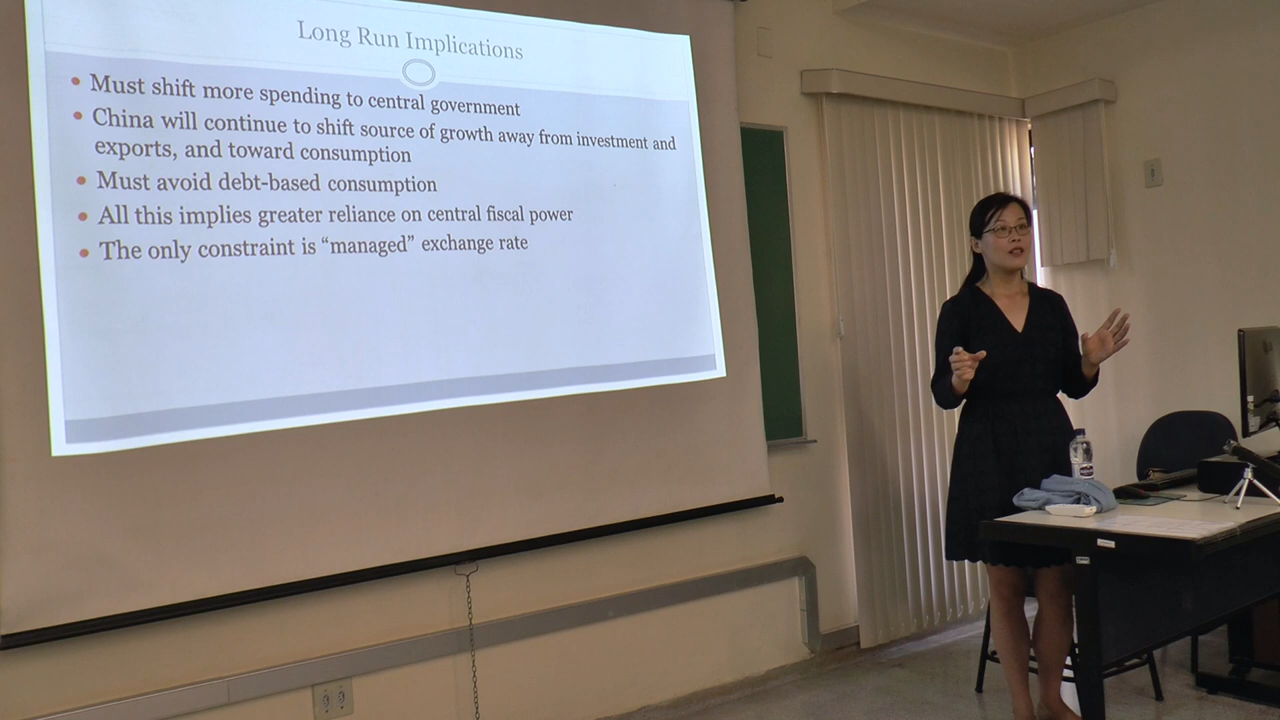 Long Run Implications
• Must shift more spending to central government
• China will continue to shift source of growth away from investment and
exports, and toward consumption
• Must avoid debt-based consumption
• All this implies greater reliance on central fiscal power
• The only constraint is “managed” exchange rate